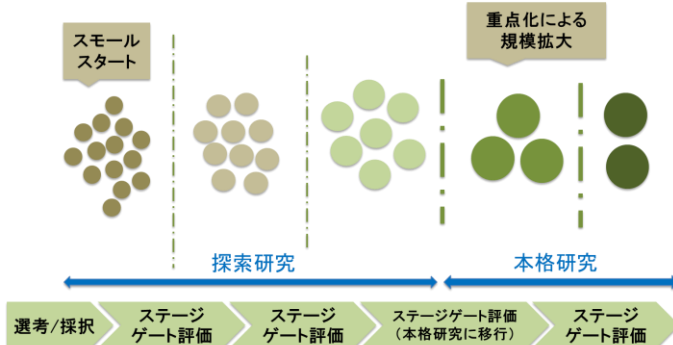 スモール
スタート
重点化による
規模拡大
探索研究
本格研究
選考/採択
ステージ
ゲート評価
ステージ
ゲート評価
ステージゲート評価
(本格研究に移行)
ステージ
ゲート評価